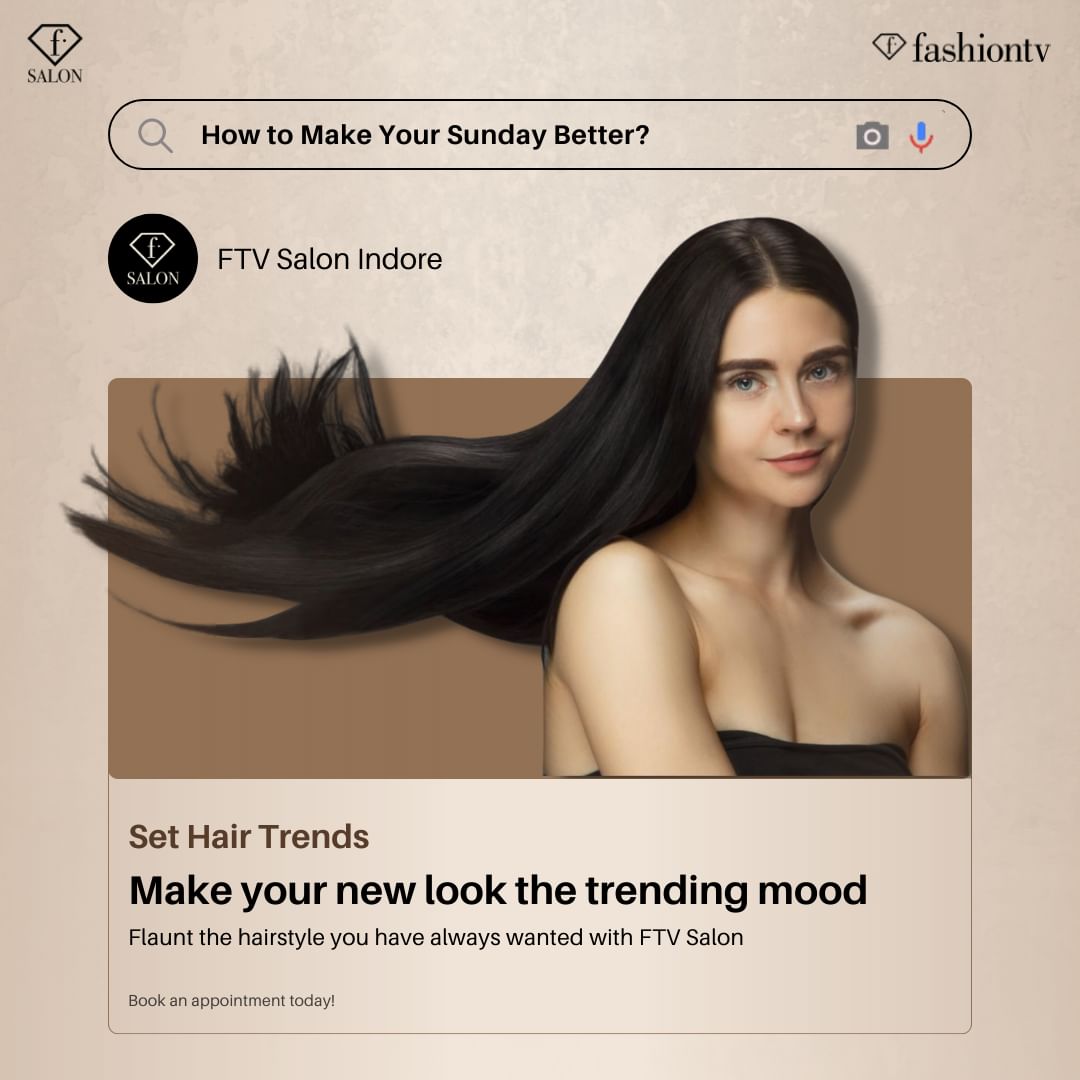 f.
SALON
f. fashiontv
How to Make Your Sunday Better?
f.
SALON
FTV Salon Indore
Set Hair Trends
Make your new look the trending mood
Flaunt the hairstyle you have always wanted with FTV Salon
Book an appointment today!